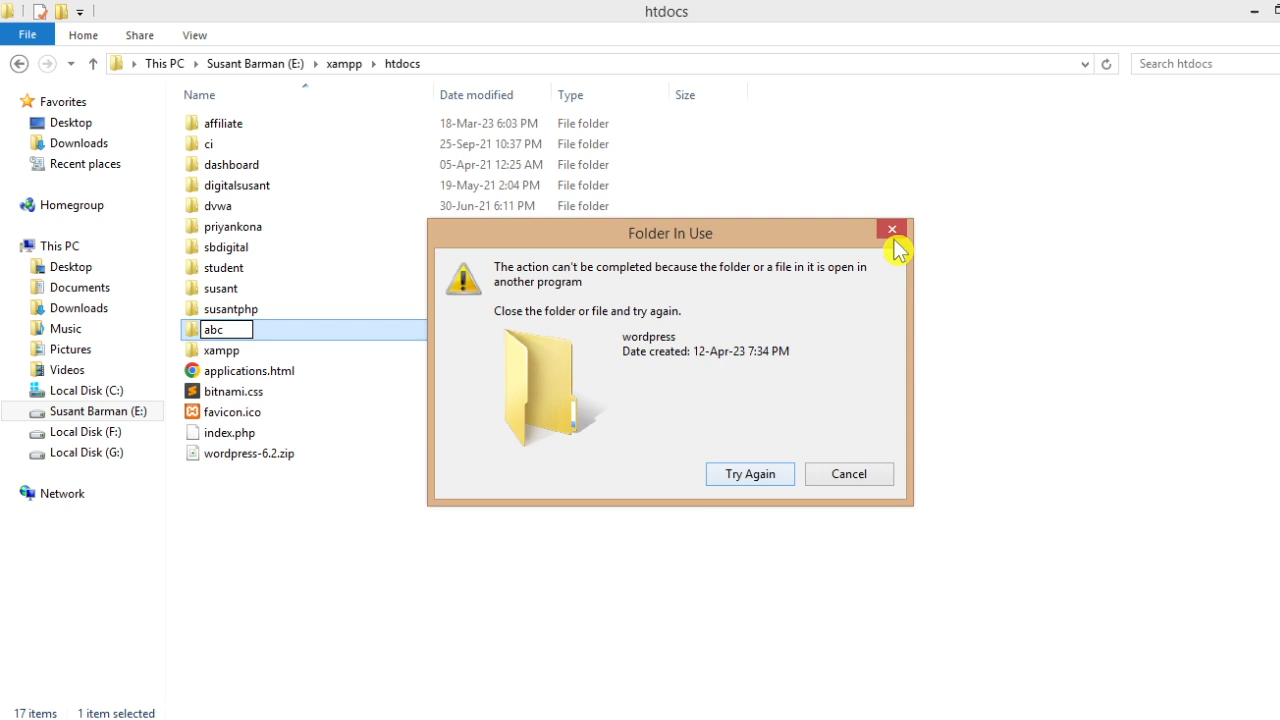 htdocs
File Home Share View
This PC Susant Barman (E:) xampp htdocs Search htdocs
Name Date modified Type Size
Favorites
Desktop
Downloads
Recent places
Homegroup
This PC
Desktop
Documents
Downloads
Music
Pictures
Videos
Local Disk (C:)
Susant Barman (E:)
Local Disk (F:)
Local Disk (G:)
Network
affiliate 18-Mar-23 6:03 PM File folder
ci 25-Sep-21 10:37 PM File folder
dashboard 05-Apr-21 12:25 AM File folder
digitalsusant 19-May-21 2:04 PM File folder
dvwa 30-Jun-21 6:11 PM File folder
priyankona
sbdigital
student
susant
susantphp
abc
xampp
applications.html
bitnami.css
favicon.ico
index.php
wordpress-6.2.zip
Folder In Use
The action can't be completed because the folder or a file in it is open in
another program
Close the folder or file and try again.
wordpress
Date created: 12-Apr-23 7:34 PM
Try Again Cancel
17 items 1 item selected